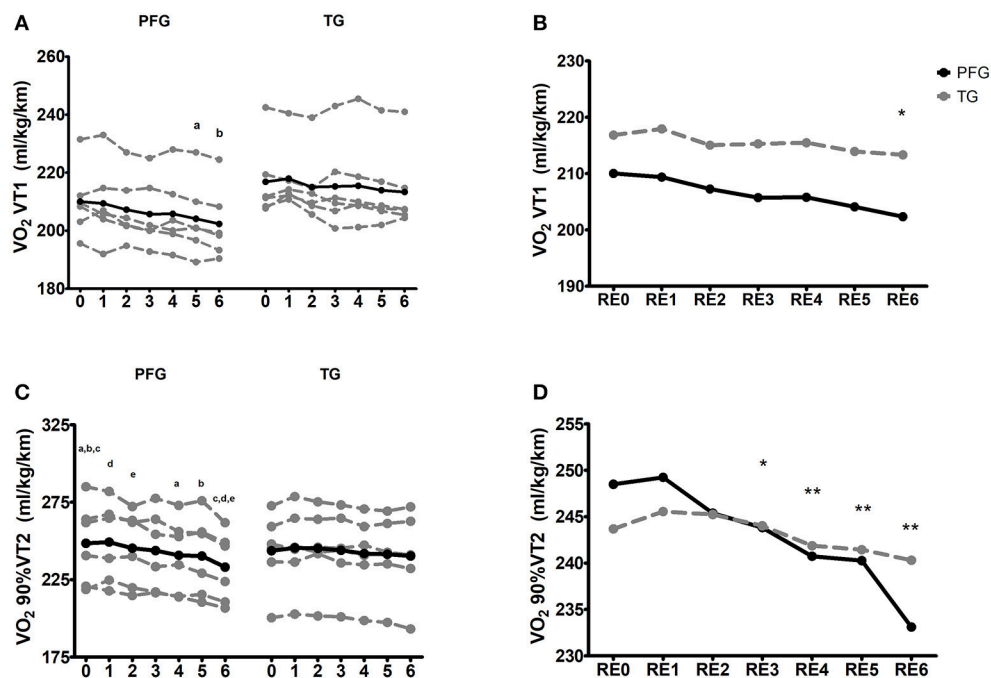 A
PFG
TG
VO2 VT1 (ml/kg/km)
260
240
220
200
180
a
b
0 1 2 3 4 5 6
0 1 2 3 4 5 6
B
VO2 VT1 (ml/kg/km)
230
220
210
200
190
*
PFG
TG
RE0 RE1 RE2 RE3 RE4 RE5 RE6
C
PFG
TG
VO2 90%VT2 (ml/kg/km)
325
275
225
175
a,b,c
d
e
a
b
c,d,e
0 1 2 3 4 5 6
0 1 2 3 4 5 6
D
VO2 90%VT2 (ml/kg/km)
255
250
245
240
235
230
*
**
**
**
RE0 RE1 RE2 RE3 RE4 RE5 RE6